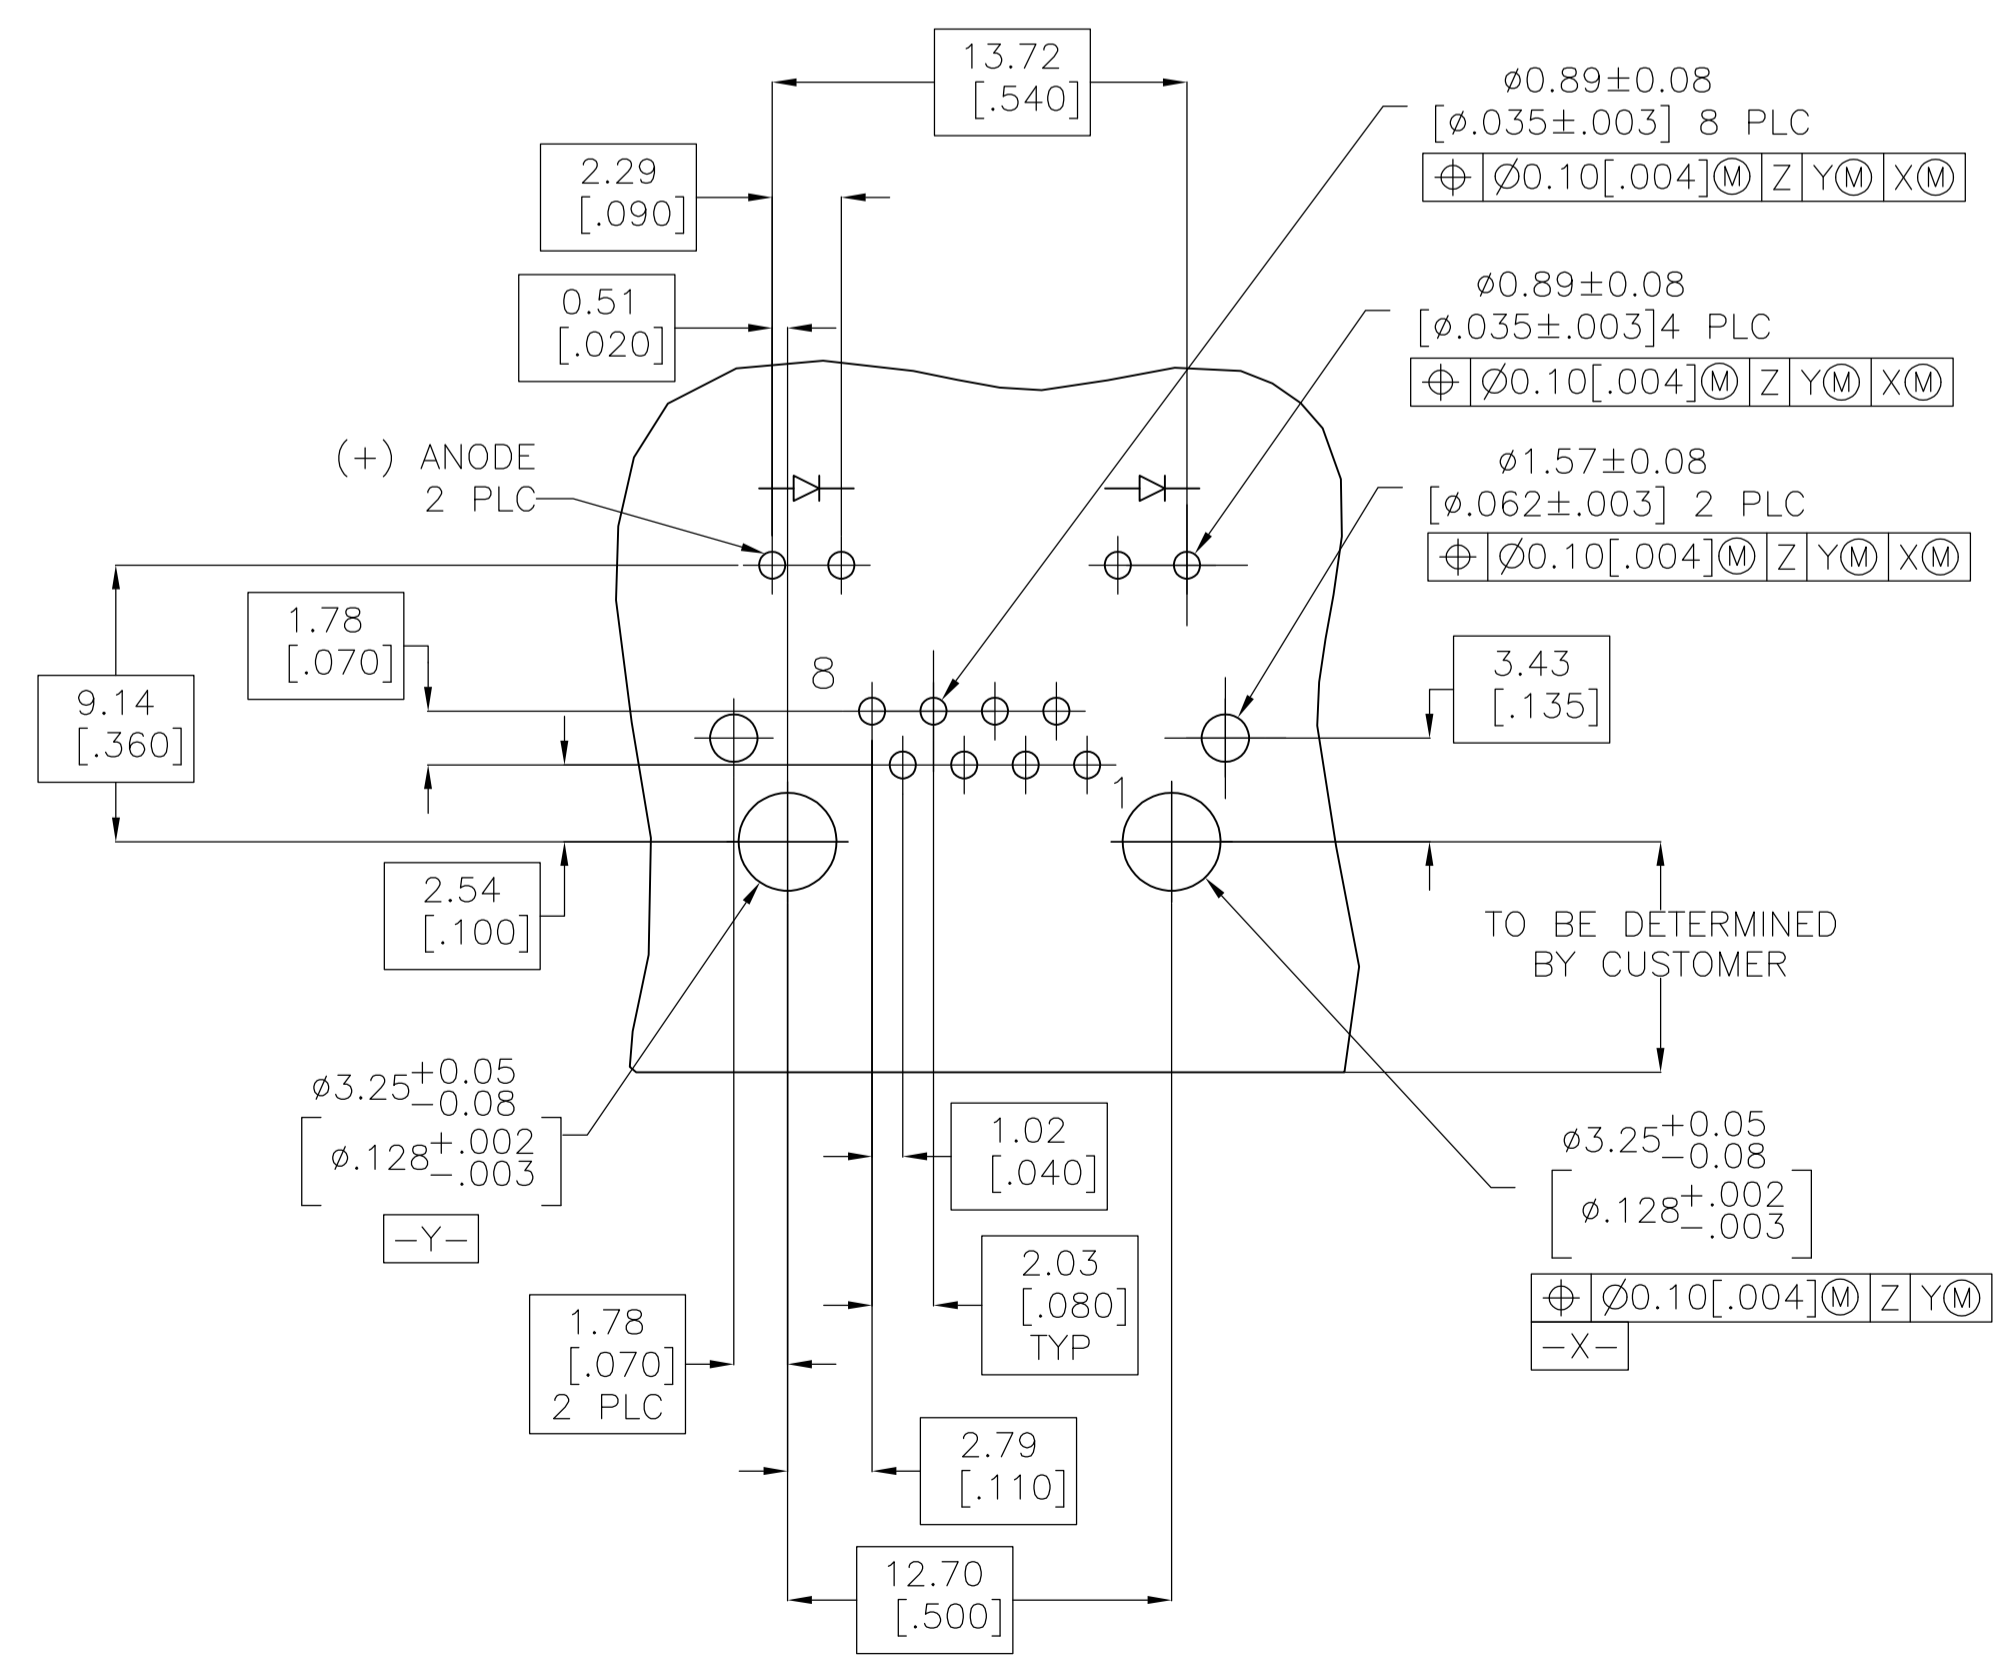 13.72
[.540]
ø0.89±0.08
[ø.035±.003] 8 PLC
⌖ Ø0.10[.004]Ⓜ Z YⓂ XⓂ
2.29
[.090]
0.51
[.020]
ø0.89±0.08
[ø.035±.003]4 PLC
⌖ Ø0.10[.004]Ⓜ Z YⓂ XⓂ
(+) ANODE
2 PLC
ø1.57±0.08
[ø.062±.003] 2 PLC
⌖ Ø0.10[.004]Ⓜ Z YⓂ XⓂ
1.78
[.070]
9.14
[.360]
8
3.43
[.135]
1
2.54
[.100]
TO BE DETERMINED
BY CUSTOMER
ø3.25+0.05
−0.08
[ø.128+.002
−.003]
−Y−
1.02
[.040]
ø3.25+0.05
−0.08
[ø.128+.002
−.003]
⌖ Ø0.10[.004]Ⓜ Z YⓂ
−X−
2.03
[.080]
TYP
1.78
[.070]
2 PLC
2.79
[.110]
12.70
[.500]